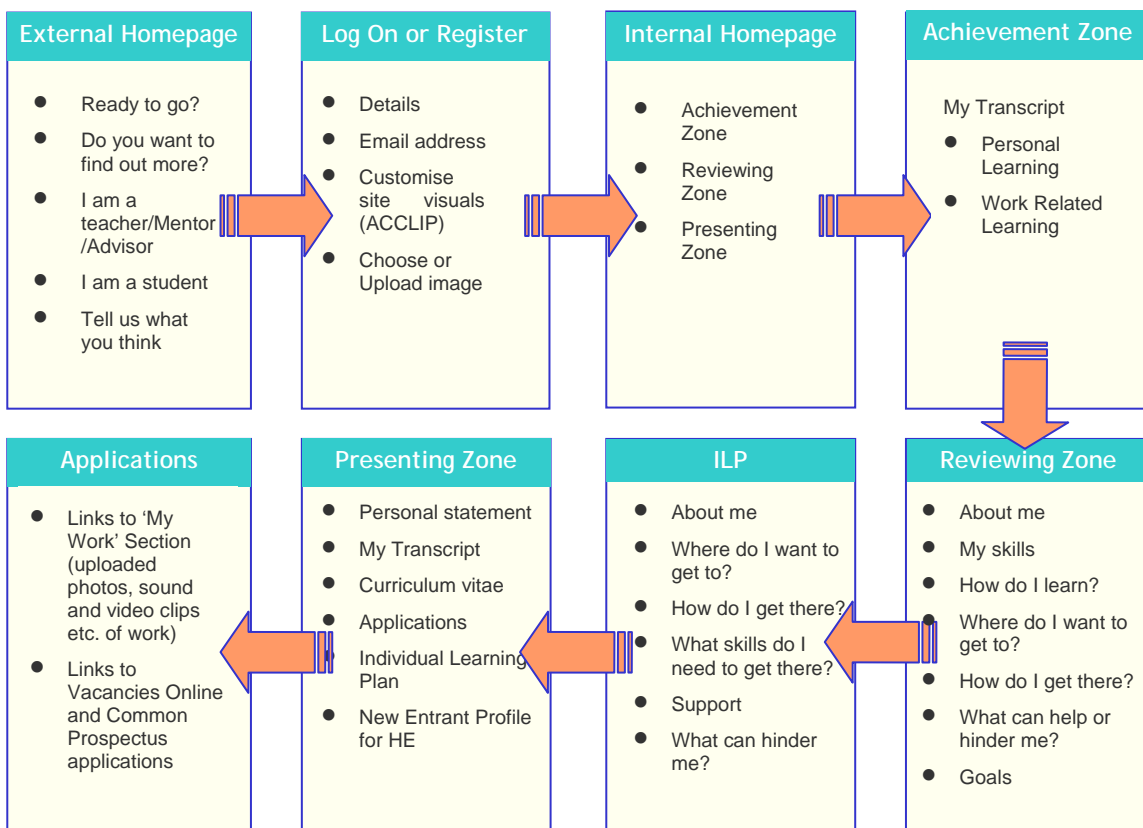 External Homepage
Ready to go?
Do you want to
find out more?
I am a
teacher/Mentor
/Advisor
I am a student
Tell us what
you think
Log On or Register
Details
Email address
Customise
site visuals
(ACCLIP)
Choose or
Upload image
Internal Homepage
Achievement
Zone
Reviewing
Zone
Presenting
Zone
Achievement Zone
My Transcript
Personal
Learning
Work Related
Learning
Applications
Links to ‘My
Work’ Section
(uploaded
photos, sound
and video clips
etc. of work)
Links to
Vacancies Online
and Common
Prospectus
applications
Presenting Zone
Personal statement
My Transcript
Curriculum vitae
Applications
Individual Learning
Plan
New Entrant Profile
for HE
ILP
About me
Where do I want to
get to?
How do I get there?
What skills do I
need to get there?
Support
What can hinder
me?
Reviewing Zone
About me
My skills
How do I learn?
Where do I want to
get to?
How do I get there?
What can help or
hinder me?
Goals